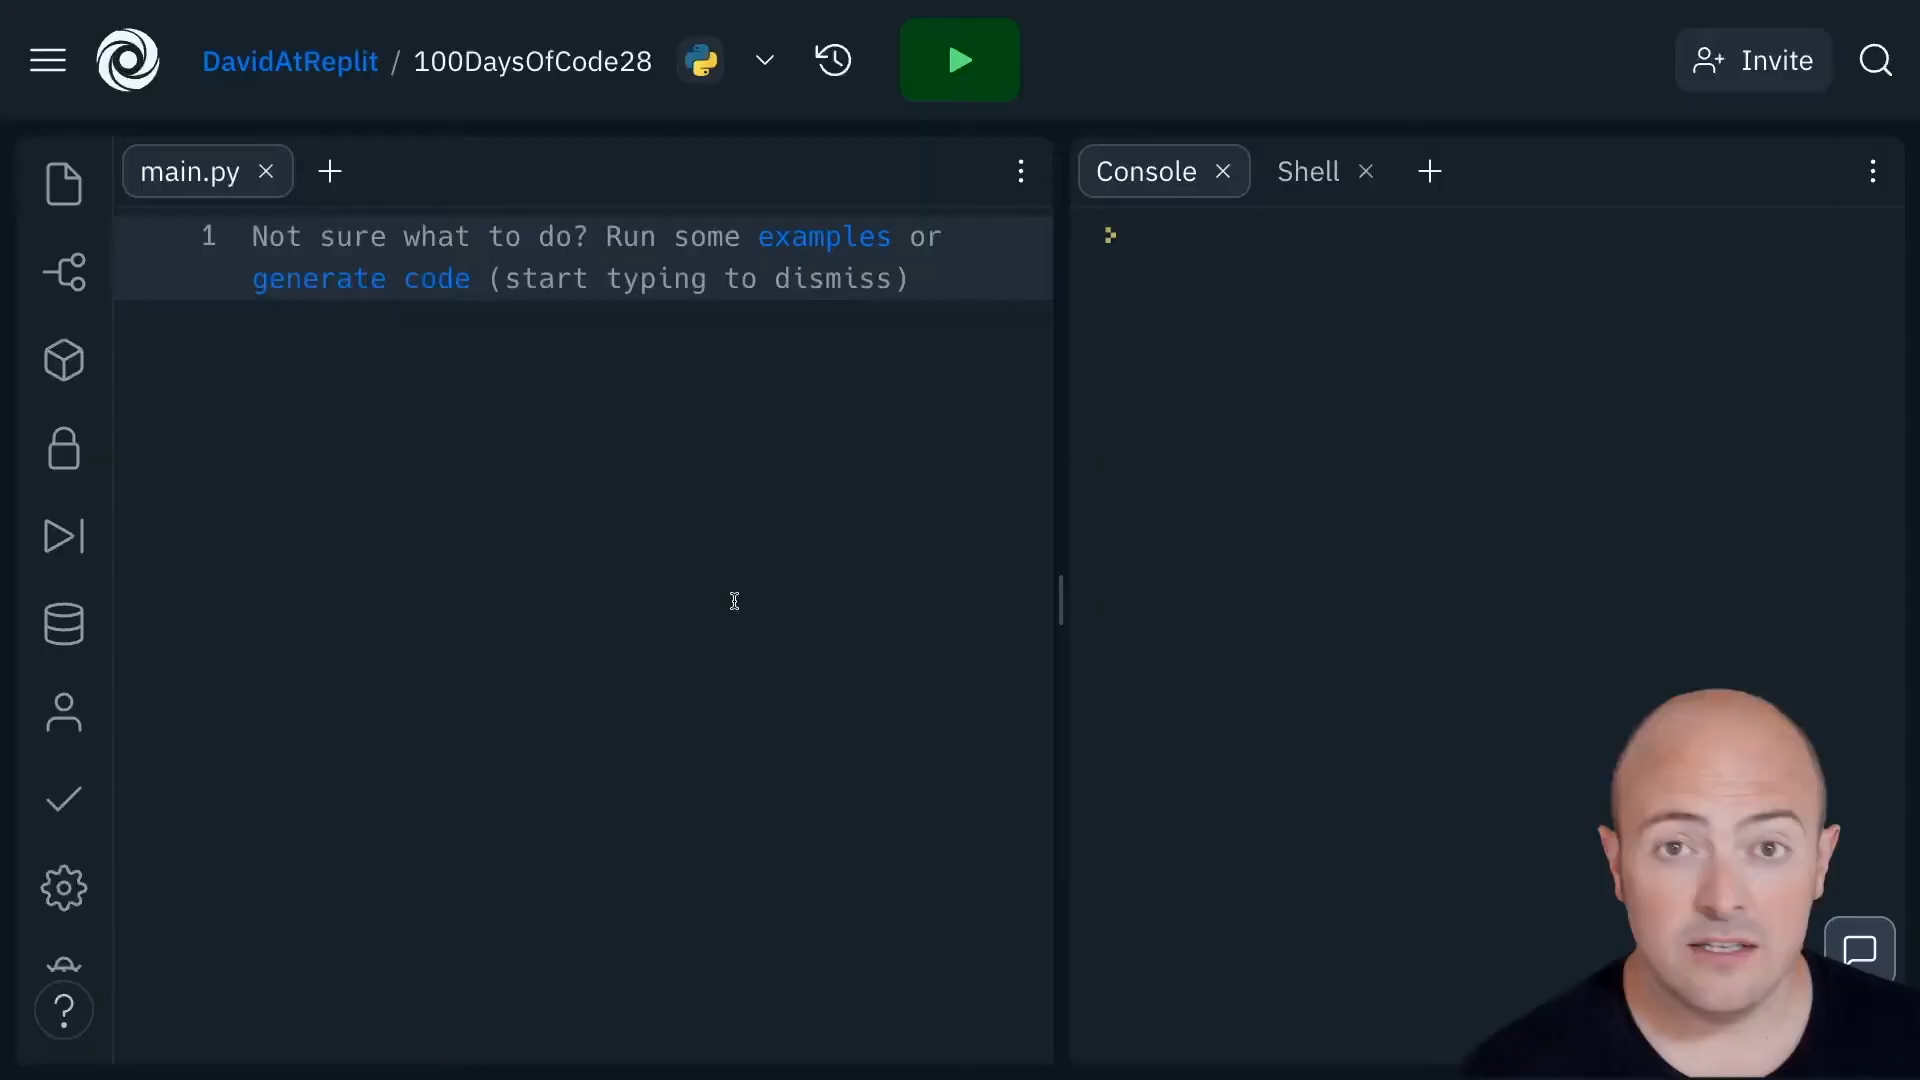 DavidAtReplit / 100DaysOfCode28
Invite
main.py
Console
Shell
1 Not sure what to do? Run some examples or
generate code (start typing to dismiss)
?